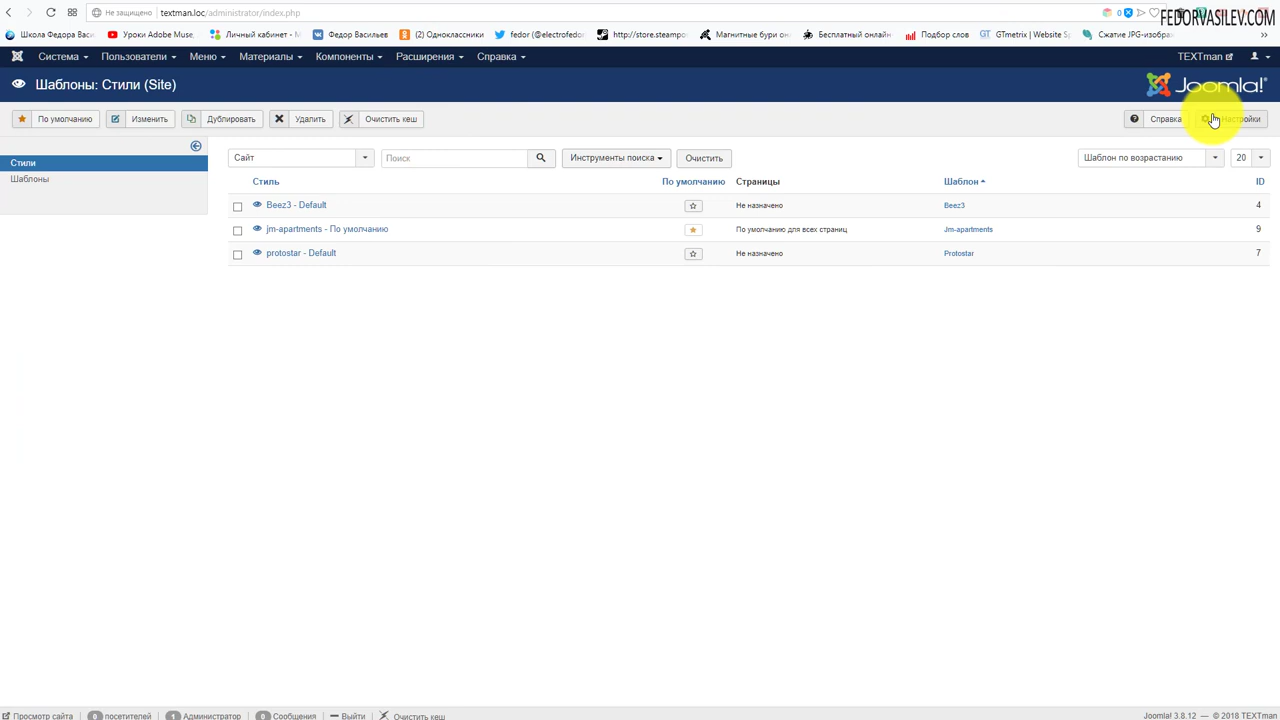 Не защищено textman.loc/administrator/index.php
FEDORVASILEV.COM
0
Школа Федора Васи Уроки Adobe Muse. Личный кабинет - М Федор Васильев (2) Одноклассники fedor (@electrofedo http://store.steampo Магнитные бури он Бесплатный онлайн Подбор слов GTmetrix | Website Sp Сжатие JPG-изобра
Система Пользователи Меню Материалы Компоненты Расширения Справка TEXTman
Шаблоны: Стили (Site) Joomla!®
По умолчанию Изменить Дублировать Удалить Очистить кеш Справка Настройки
Стили
Шаблоны
Сайт Поиск Инструменты поиска Очистить Шаблон по возрастанию 20
Стиль По умолчанию Страницы Шаблон ID
Beez3 - Default Не назначено Beez3 4
jm-apartments - По умолчанию По умолчанию для всех страниц Jm-apartments 9
protostar - Default Не назначено Protostar 7
Просмотр сайта 0 посетителей 1 Администратор 0 Сообщения Выйти Очистить кеш Joomla! 3.8.12 — © 2018 TEXTman